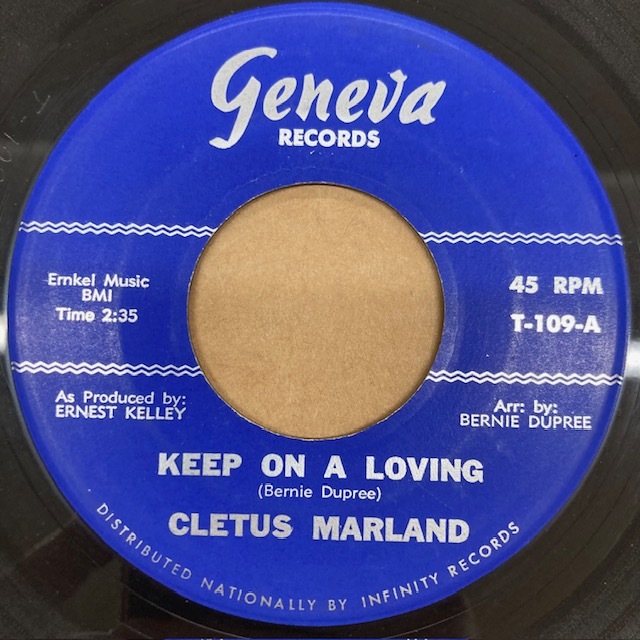 Geneva
RECORDS
Ernkel Music
BMI
Time 2:35
45 RPM
T-109-A
As Produced by:
ERNEST KELLEY
Arr: by:
BERNIE DUPREE
KEEP ON A LOVING
(Bernie Dupree)
CLETUS MARLAND
DISTRIBUTED NATIONALLY BY INFINITY RECORDS